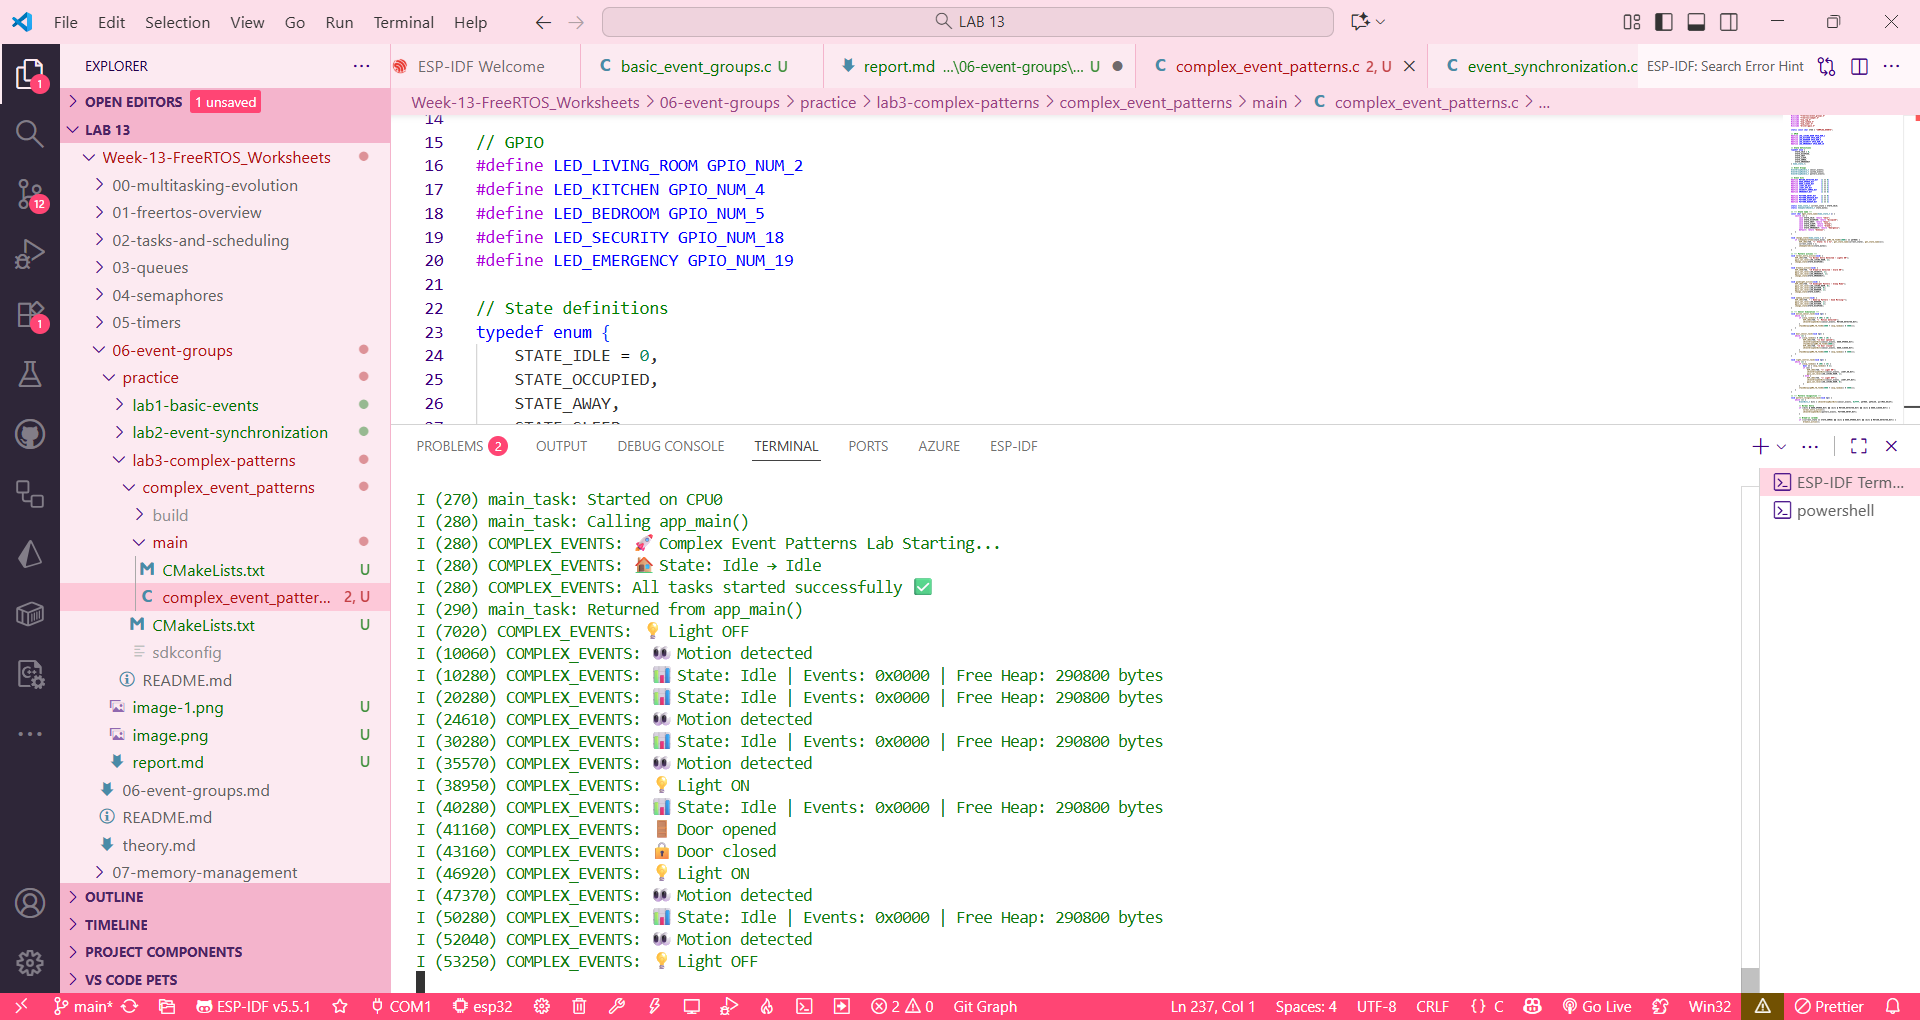 File Edit Selection View Go Run Terminal Help
LAB 13
EXPLORER
OPEN EDITORS 1 unsaved
LAB 13
Week-13-FreeRTOS_Worksheets
00-multitasking-evolution
01-freertos-overview
02-tasks-and-scheduling
03-queues
04-semaphores
05-timers
06-event-groups
practice
lab1-basic-events
lab2-event-synchronization
lab3-complex-patterns
complex_event_patterns
build
main
CMakeLists.txt U
complex_event_patter... 2, U
CMakeLists.txt U
sdkconfig
README.md
image-1.png U
image.png U
report.md U
06-event-groups.md
README.md
theory.md
07-memory-management
OUTLINE
TIMELINE
PROJECT COMPONENTS
VS CODE PETS
1
12
1
ESP-IDF Welcome
basic_event_groups.c U
report.md ...\06-event-groups\... U
complex_event_patterns.c 2, U
event_synchronization.c
ESP-IDF: Search Error Hint
Week-13-FreeRTOS_Worksheets > 06-event-groups > practice > lab3-complex-patterns > complex_event_patterns > main > C complex_event_patterns.c > ...
14
15 // GPIO
16 #define LED_LIVING_ROOM GPIO_NUM_2
17 #define LED_KITCHEN GPIO_NUM_4
18 #define LED_BEDROOM GPIO_NUM_5
19 #define LED_SECURITY GPIO_NUM_18
20 #define LED_EMERGENCY GPIO_NUM_19
21
22 // State definitions
23 typedef enum {
24 STATE_IDLE = 0,
25 STATE_OCCUPIED,
26 STATE_AWAY,
PROBLEMS 2 OUTPUT DEBUG CONSOLE TERMINAL PORTS AZURE ESP-IDF
ESP-IDF Term...
powershell
I (270) main_task: Started on CPU0
I (280) main_task: Calling app_main()
I (280) COMPLEX_EVENTS: 🚀 Complex Event Patterns Lab Starting...
I (280) COMPLEX_EVENTS: 🏠 State: Idle → Idle
I (280) COMPLEX_EVENTS: All tasks started successfully ✅
I (290) main_task: Returned from app_main()
I (7020) COMPLEX_EVENTS: 💡 Light OFF
I (10060) COMPLEX_EVENTS: 👀 Motion detected
I (10280) COMPLEX_EVENTS: 📊 State: Idle | Events: 0x0000 | Free Heap: 290800 bytes
I (20280) COMPLEX_EVENTS: 📊 State: Idle | Events: 0x0000 | Free Heap: 290800 bytes
I (24610) COMPLEX_EVENTS: 👀 Motion detected
I (30280) COMPLEX_EVENTS: 📊 State: Idle | Events: 0x0000 | Free Heap: 290800 bytes
I (35570) COMPLEX_EVENTS: 👀 Motion detected
I (38950) COMPLEX_EVENTS: 💡 Light ON
I (40280) COMPLEX_EVENTS: 📊 State: Idle | Events: 0x0000 | Free Heap: 290800 bytes
I (41160) COMPLEX_EVENTS: 🚪 Door opened
I (43160) COMPLEX_EVENTS: 🔒 Door closed
I (46920) COMPLEX_EVENTS: 💡 Light ON
I (47370) COMPLEX_EVENTS: 👀 Motion detected
I (50280) COMPLEX_EVENTS: 📊 State: Idle | Events: 0x0000 | Free Heap: 290800 bytes
I (52040) COMPLEX_EVENTS: 👀 Motion detected
I (53250) COMPLEX_EVENTS: 💡 Light OFF
main* ESP-IDF v5.5.1 COM1 esp32 2 0 Git Graph Ln 237, Col 1 Spaces: 4 UTF-8 CRLF {} C Go Live Win32 Prettier